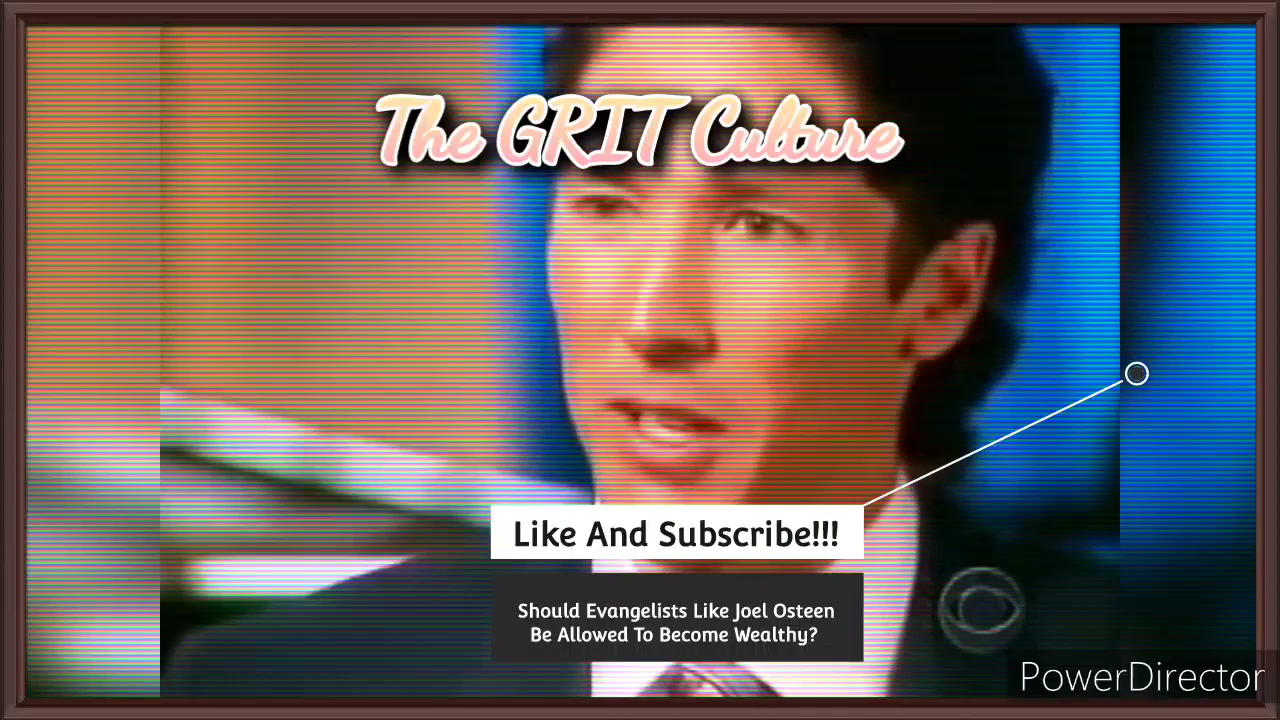 The GRIT Culture
Like And Subscribe!!!
Should Evangelists Like Joel Osteen
Be Allowed To Become Wealthy?
PowerDirector